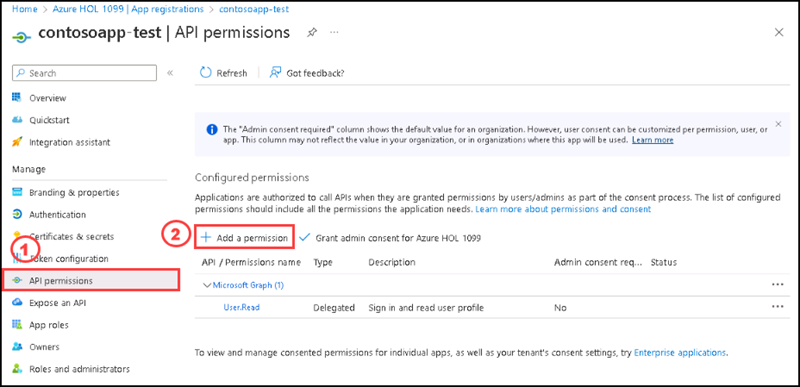 Home > Azure HOL 1099 | App registrations > contosoapp-test
contosoapp-test | API permissions
Search
Refresh
Got feedback?
Overview
Quickstart
Integration assistant
Manage
Branding & properties
Authentication
Certificates & secrets
Token configuration
API permissions
Expose an API
App roles
Owners
Roles and administrators
1
The "Admin consent required" column shows the default value for an organization. However, user consent can be customized per permission, user, or
app. This column may not reflect the value in your organization, or in organizations where this app will be used. Learn more
Configured permissions
Applications are authorized to call APIs when they are granted permissions by users/admins as part of the consent process. The list of configured
permissions should include all the permissions the application needs. Learn more about permissions and consent
2
Add a permission
Grant admin consent for Azure HOL 1099
API / Permissions name Type Description Admin consent req... Status
Microsoft Graph (1)
User.Read Delegated Sign in and read user profile No
To view and manage consented permissions for individual apps, as well as your tenant's consent settings, try Enterprise applications.